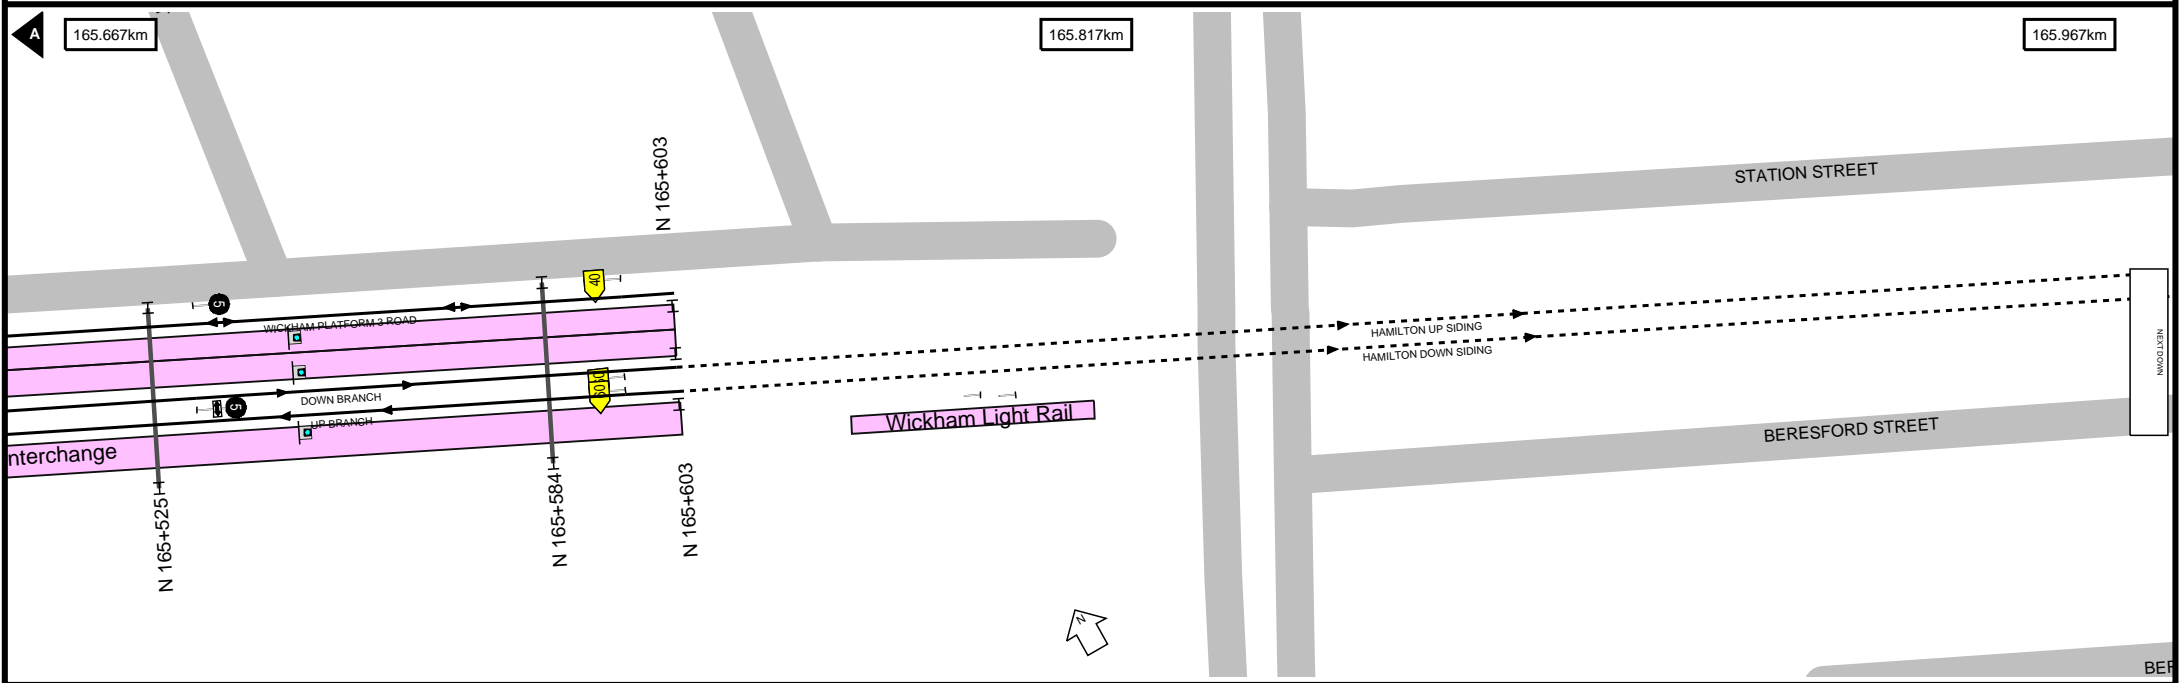 A
165.667km
165.817km
165.967km
N 165+603
STATION STREET
40
5
WICKHAM PLATFORM 3 ROAD
HAMILTON UP SIDING
HAMILTON DOWN SIDING
NEXT DOWN
DOWN BRANCH
5
UP BRANCH
Wickham Light Rail
BERESFORD STREET
nterchange
N 165+525
N 165+584
N 165+603
N
BER